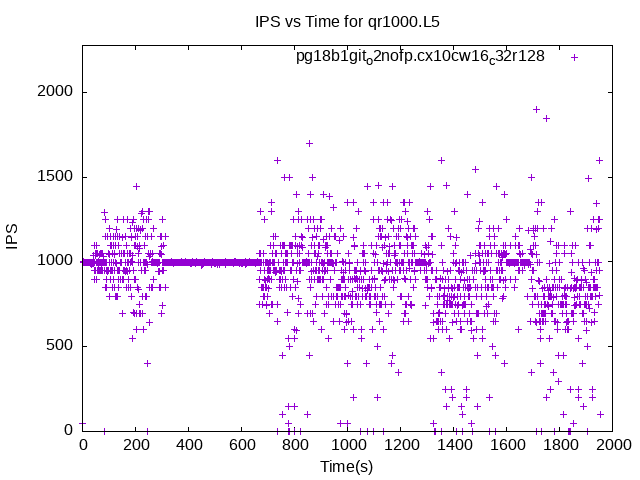 IPS vs Time for qr1000.L5
pg18b1git_o2nofp.cx10cw16_c32r128
IPS
2000
1500
1000
500
0
0 200 400 600 800 1000 1200 1400 1600 1800 2000
Time(s)